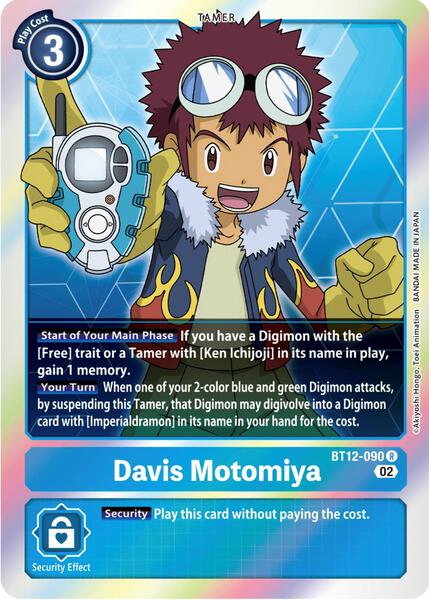 TAMER
Play Cost
3
Start of Your Main Phase If you have a Digimon with the
[Free] trait or a Tamer with [Ken Ichijoji] in its name in play,
gain 1 memory.
Your Turn When one of your 2-color blue and green Digimon attacks,
by suspending this Tamer, that Digimon may digivolve into a Digimon
card with [Imperialdramon] in its name in your hand for the cost.
©Akiyoshi Hongo, Toei Animation BANDAI MADE IN JAPAN
BT12-090 R
Davis Motomiya
02
Security Play this card without paying the cost.
Security Effect